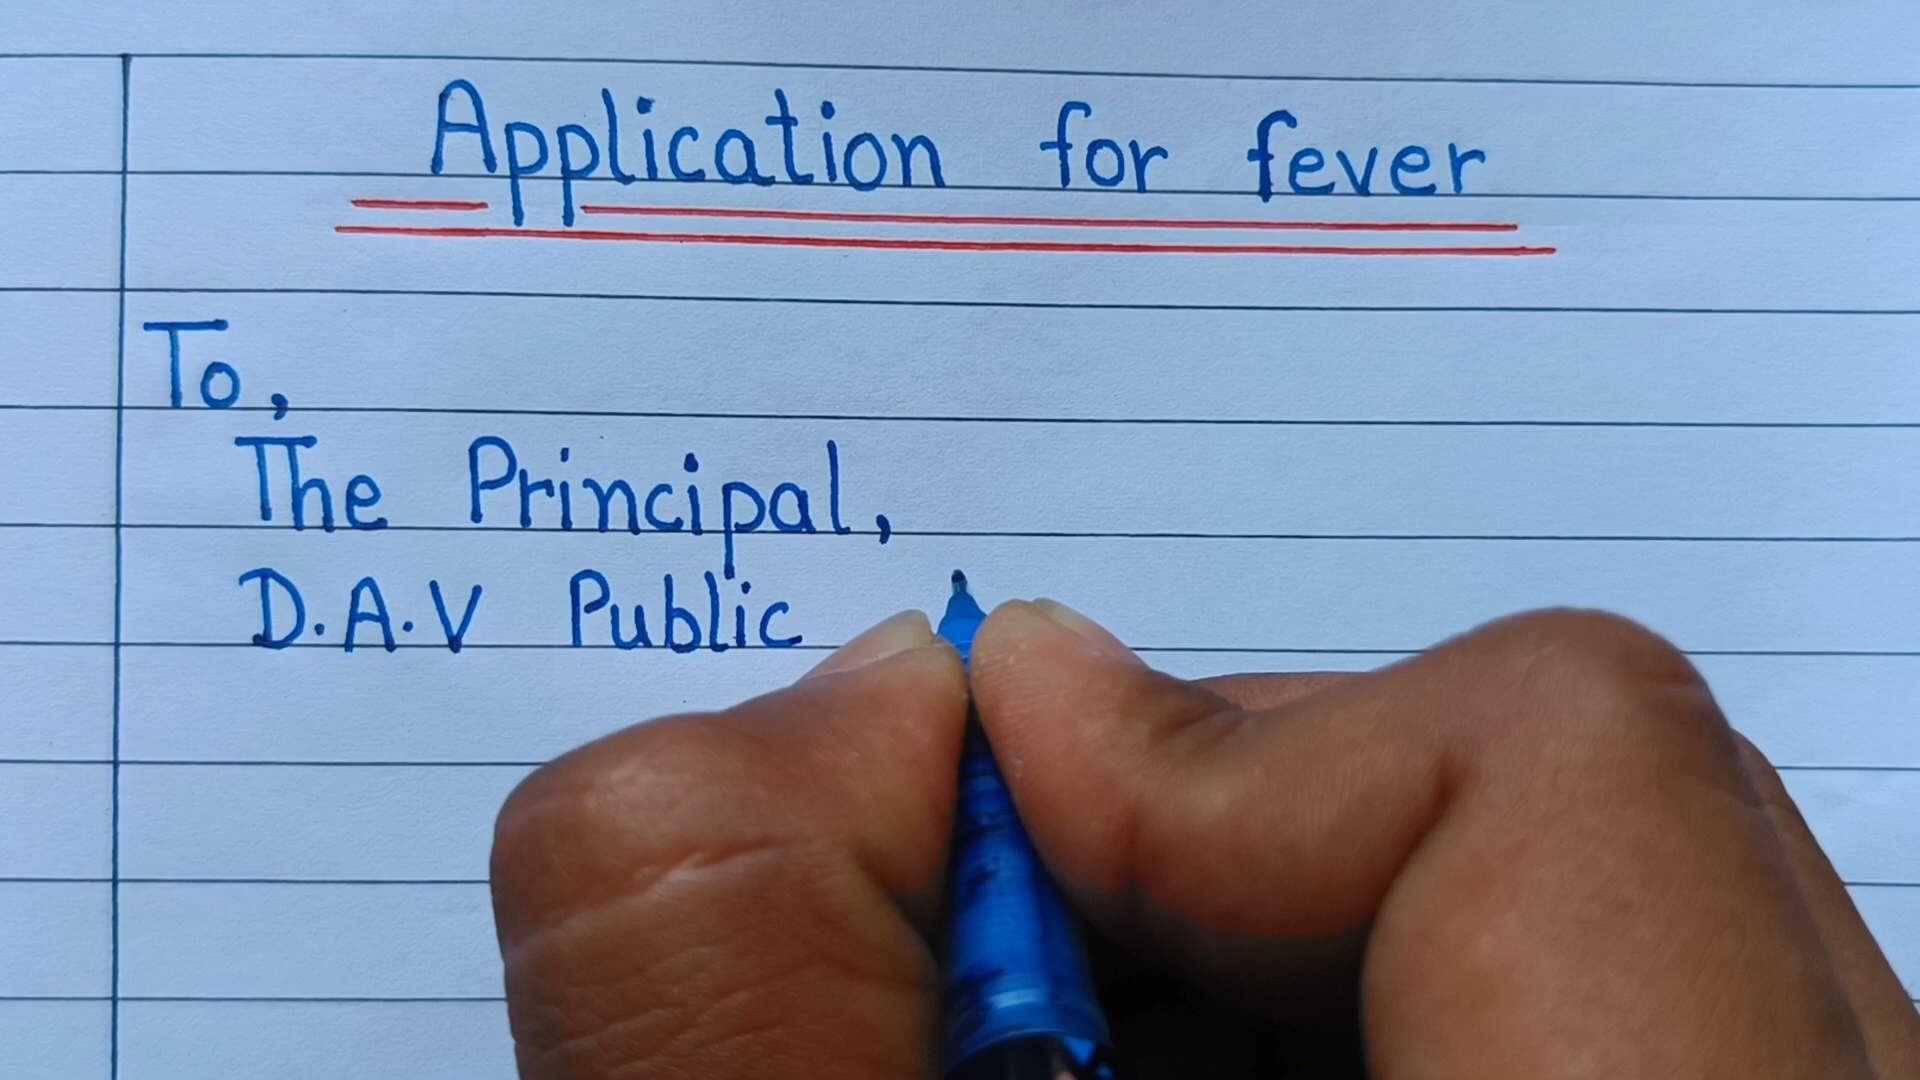 Application for fever
To,
The Principal,
D.A.V Public